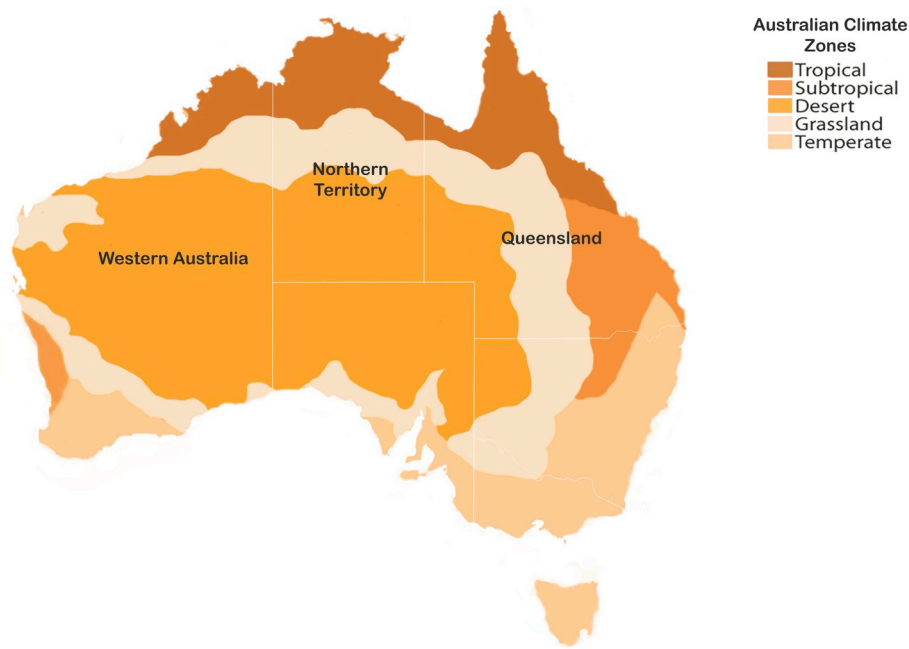 Australian Climate
Zones
Tropical
Subtropical
Desert
Grassland
Temperate
Northern
Territory
Queensland
Western Australia